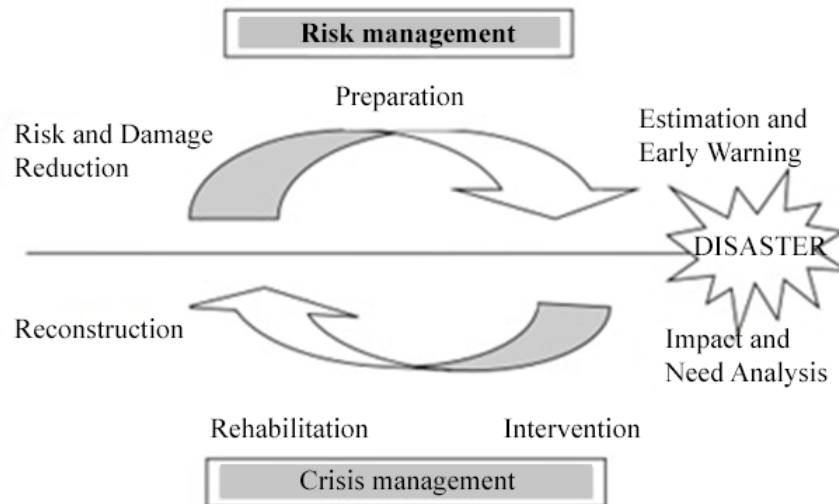 Risk management
Preparation
Risk and Damage
Reduction
Estimation and
Early Warning
DISASTER
Reconstruction
Impact and
Need Analysis
Rehabilitation
Intervention
Crisis management